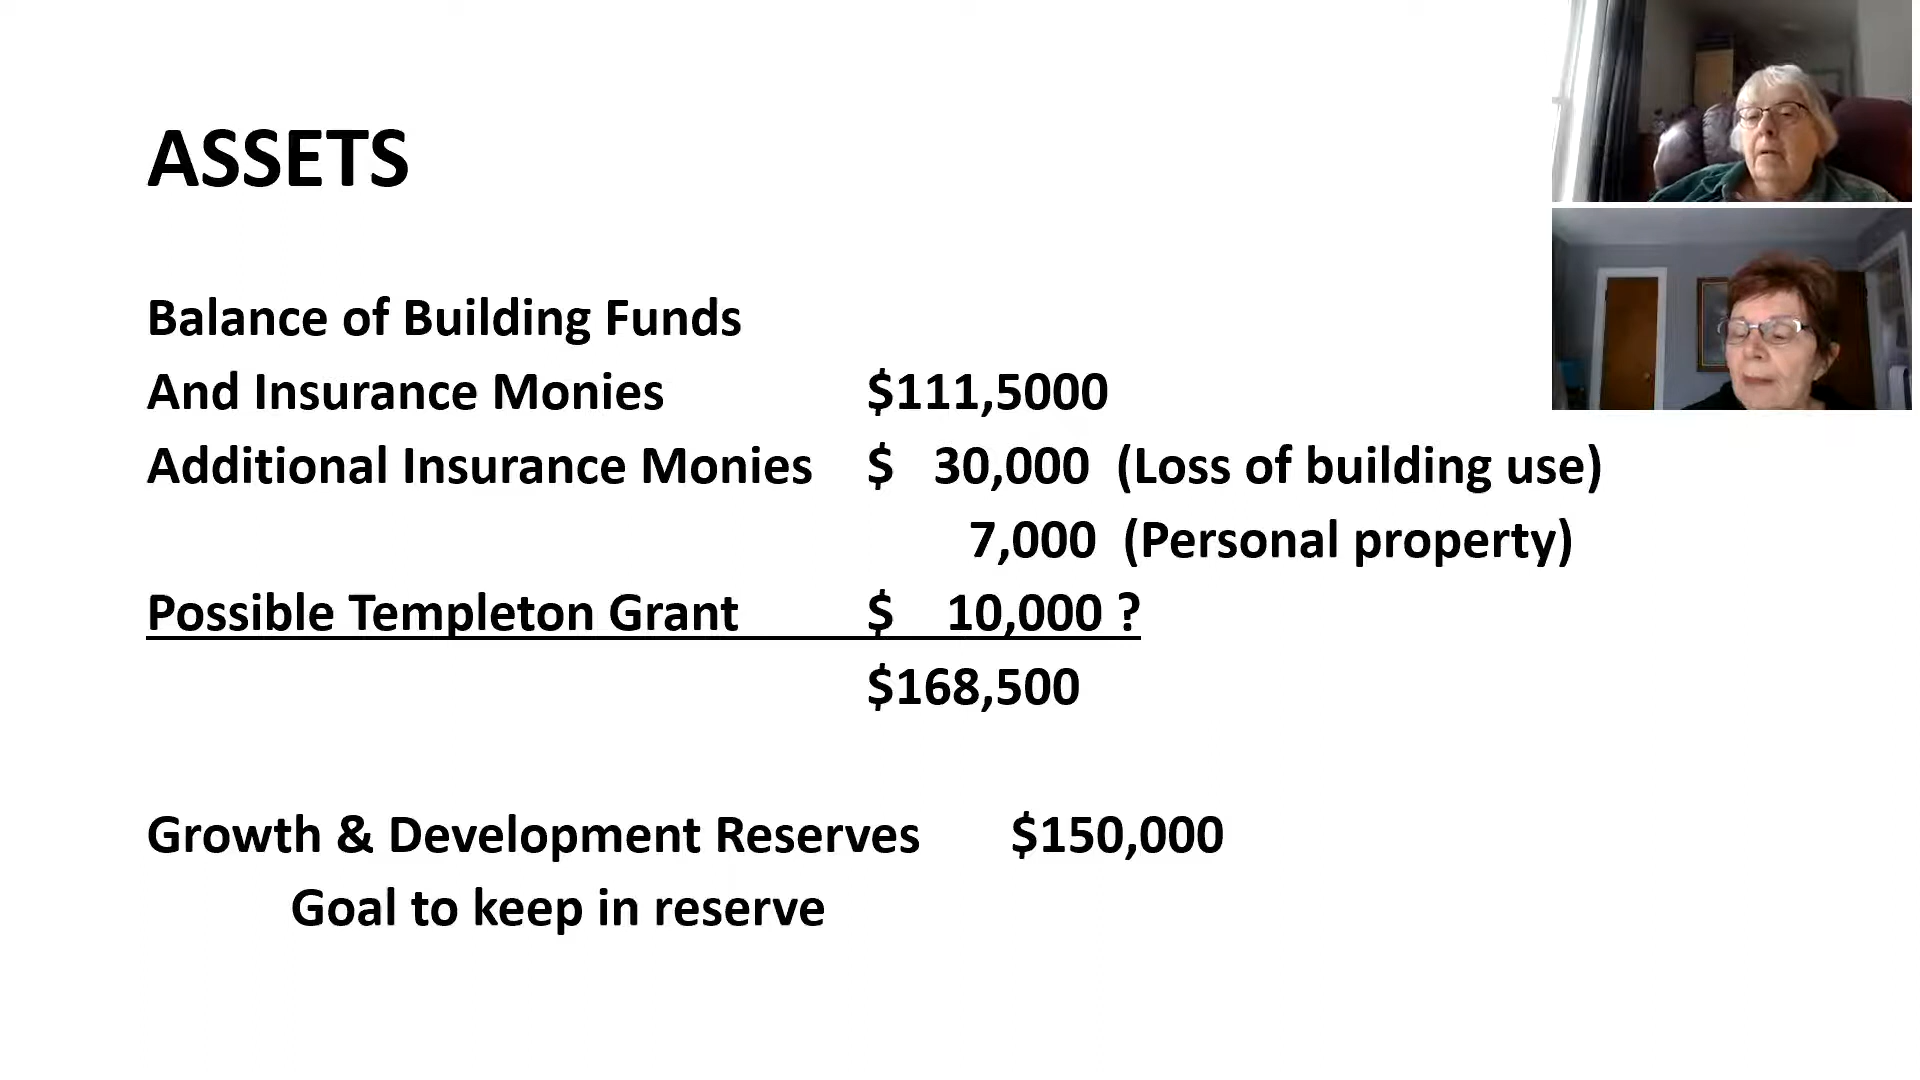 ASSETS
Balance of Building Funds
And Insurance Monies $111,5000
Additional Insurance Monies $ 30,000 (Loss of building use)
7,000 (Personal property)
Possible Templeton Grant $ 10,000 ?
$168,500
Growth & Development Reserves $150,000
Goal to keep in reserve